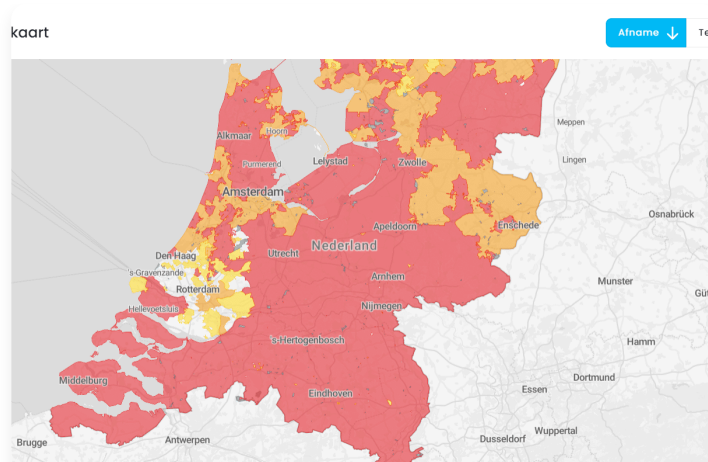 kaart
Afname
Te
Meppen
Alkmaar
Hoorn
Purmerend
Lelystad
Zwolle
Lingen
Amsterdam
Osnabrück
Apeldoorn
Enschede
Nederland
Den Haag
Utrecht
's-Gravenzande
Arnhem
Munster
Rotterdam
Gü
Hellevoetsluis
Nijmegen
's-Hertogenbosch
Hamm
Middelburg
Dortmund
Eindhoven
Essen
Brugge
Antwerpen
Wuppertal
Dusseldorf